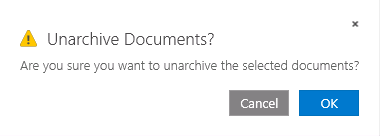 Unarchive Documents?
Are you sure you want to unarchive the selected documents?
Cancel OK